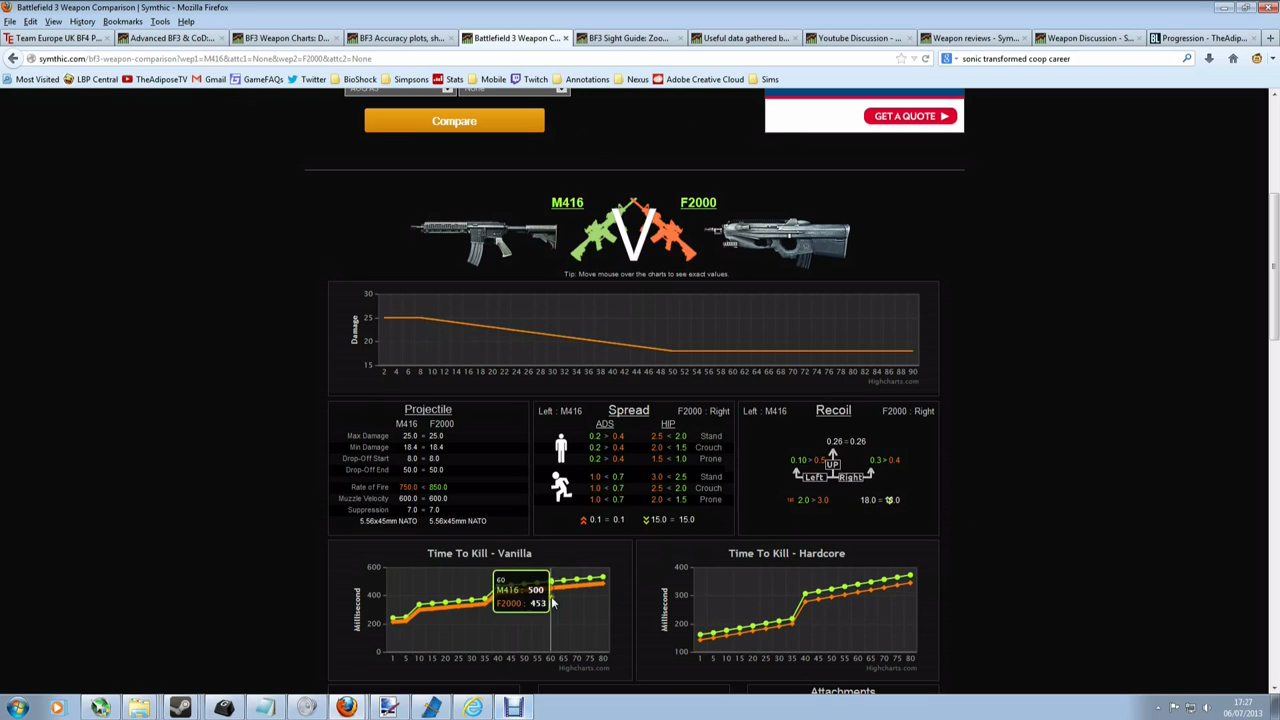 Battlefield 3 Weapon Comparison | Symthic - Mozilla Firefox
File Edit View History Bookmarks Tools Help
Team Europe UK BF4 P... Advanced BF3 & CoD:... BF3 Weapon Charts: D... BF3 Accuracy plots, sh... Battlefield 3 Weapon C... BF3 Sight Guide: Zoo... Useful data gathered b... Youtube Discussion - ... Weapon reviews - Sym... Weapon Discussion - S... Progression - TheAdip...
symthic.com/bf3-weapon-comparison?wep1=M416&attc1=None&wep2=F2000&attc2=None
sonic transformed coop career
Most Visited LBP Central TheAdiposeTV Gmail GameFAQs Twitter BioShock Simpsons Stats Mobile Twitch Annotations Nexus Adobe Creative Cloud Sims
Compare
GET A QUOTE
M416 V F2000
Tip: Move mouse over the charts to see exact values.
30
25
20
15
Damage
2 4 6 8 10 12 14 16 18 20 22 24 26 28 30 32 34 36 38 40 42 44 46 48 50 52 54 56 58 60 62 64 66 68 70 72 74 76 78 80 82 84 86 88 90
Highcharts.com
Projectile
M416 F2000
Max Damage 25.0 = 25.0
Min Damage 18.4 = 18.4
Drop-Off Start 8.0 = 8.0
Drop-Off End 50.0 = 50.0
Rate of Fire 750.0 < 850.0
Muzzle Velocity 600.0 = 600.0
Suppression 7.0 = 7.0
5.56x45mm NATO 5.56x45mm NATO
Left : M416 Spread F2000 : Right
ADS HIP
0.2 > 0.4 2.5 < 2.0 Stand
0.2 > 0.4 2.0 < 1.5 Crouch
0.2 > 0.4 1.5 < 1.0 Prone
1.0 < 0.7 3.0 < 2.5 Stand
1.0 < 0.7 2.5 < 2.0 Crouch
1.0 < 0.7 2.0 < 1.5 Prone
0.1 = 0.1 15.0 = 15.0
Left : M416 Recoil F2000 : Right
0.26 = 0.26
0.10 > 0.5 UP 0.3 > 0.4
Left Right
1st 2.0 > 3.0 18.0 =
Time To Kill - Vanilla
600
400
200
0
Millisecond
60
M416 : 500
F2000 : 453
1 5 10 15 20 25 30 35 40 45 50 55 60 65 70 75 80
Highcharts.com
Time To Kill - Hardcore
400
300
200
100
Millisecond
1 5 10 15 20 25 30 35 40 45 50 55 60 65 70 75 80
Highcharts.com
Attachments
17:27
06/07/2013